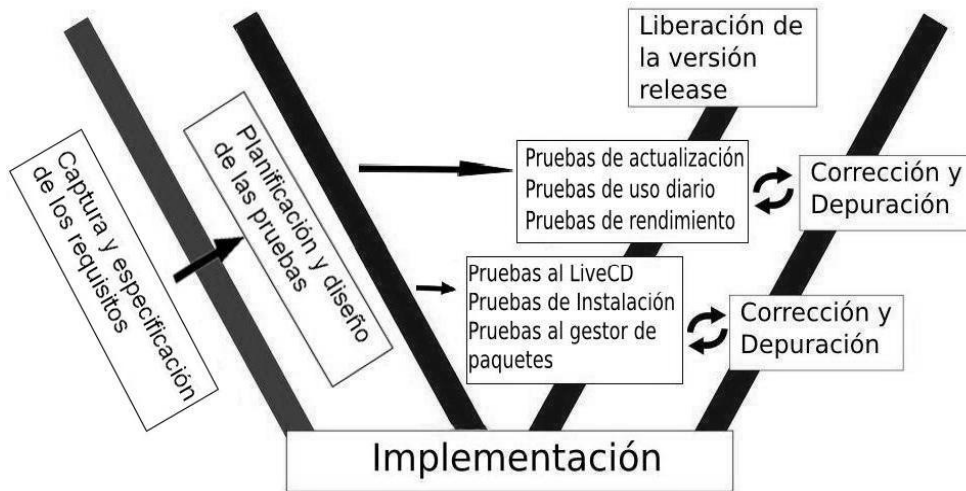 Captura y especificación
de los requisitos
Planificación y diseño
de las pruebas
Liberación de
la versión
release
Pruebas de actualización
Pruebas de uso diario
Pruebas de rendimiento
Corrección y
Depuración
Pruebas al LiveCD
Pruebas de Instalación
Pruebas al gestor de
paquetes
Corrección y
Depuración
Implementación